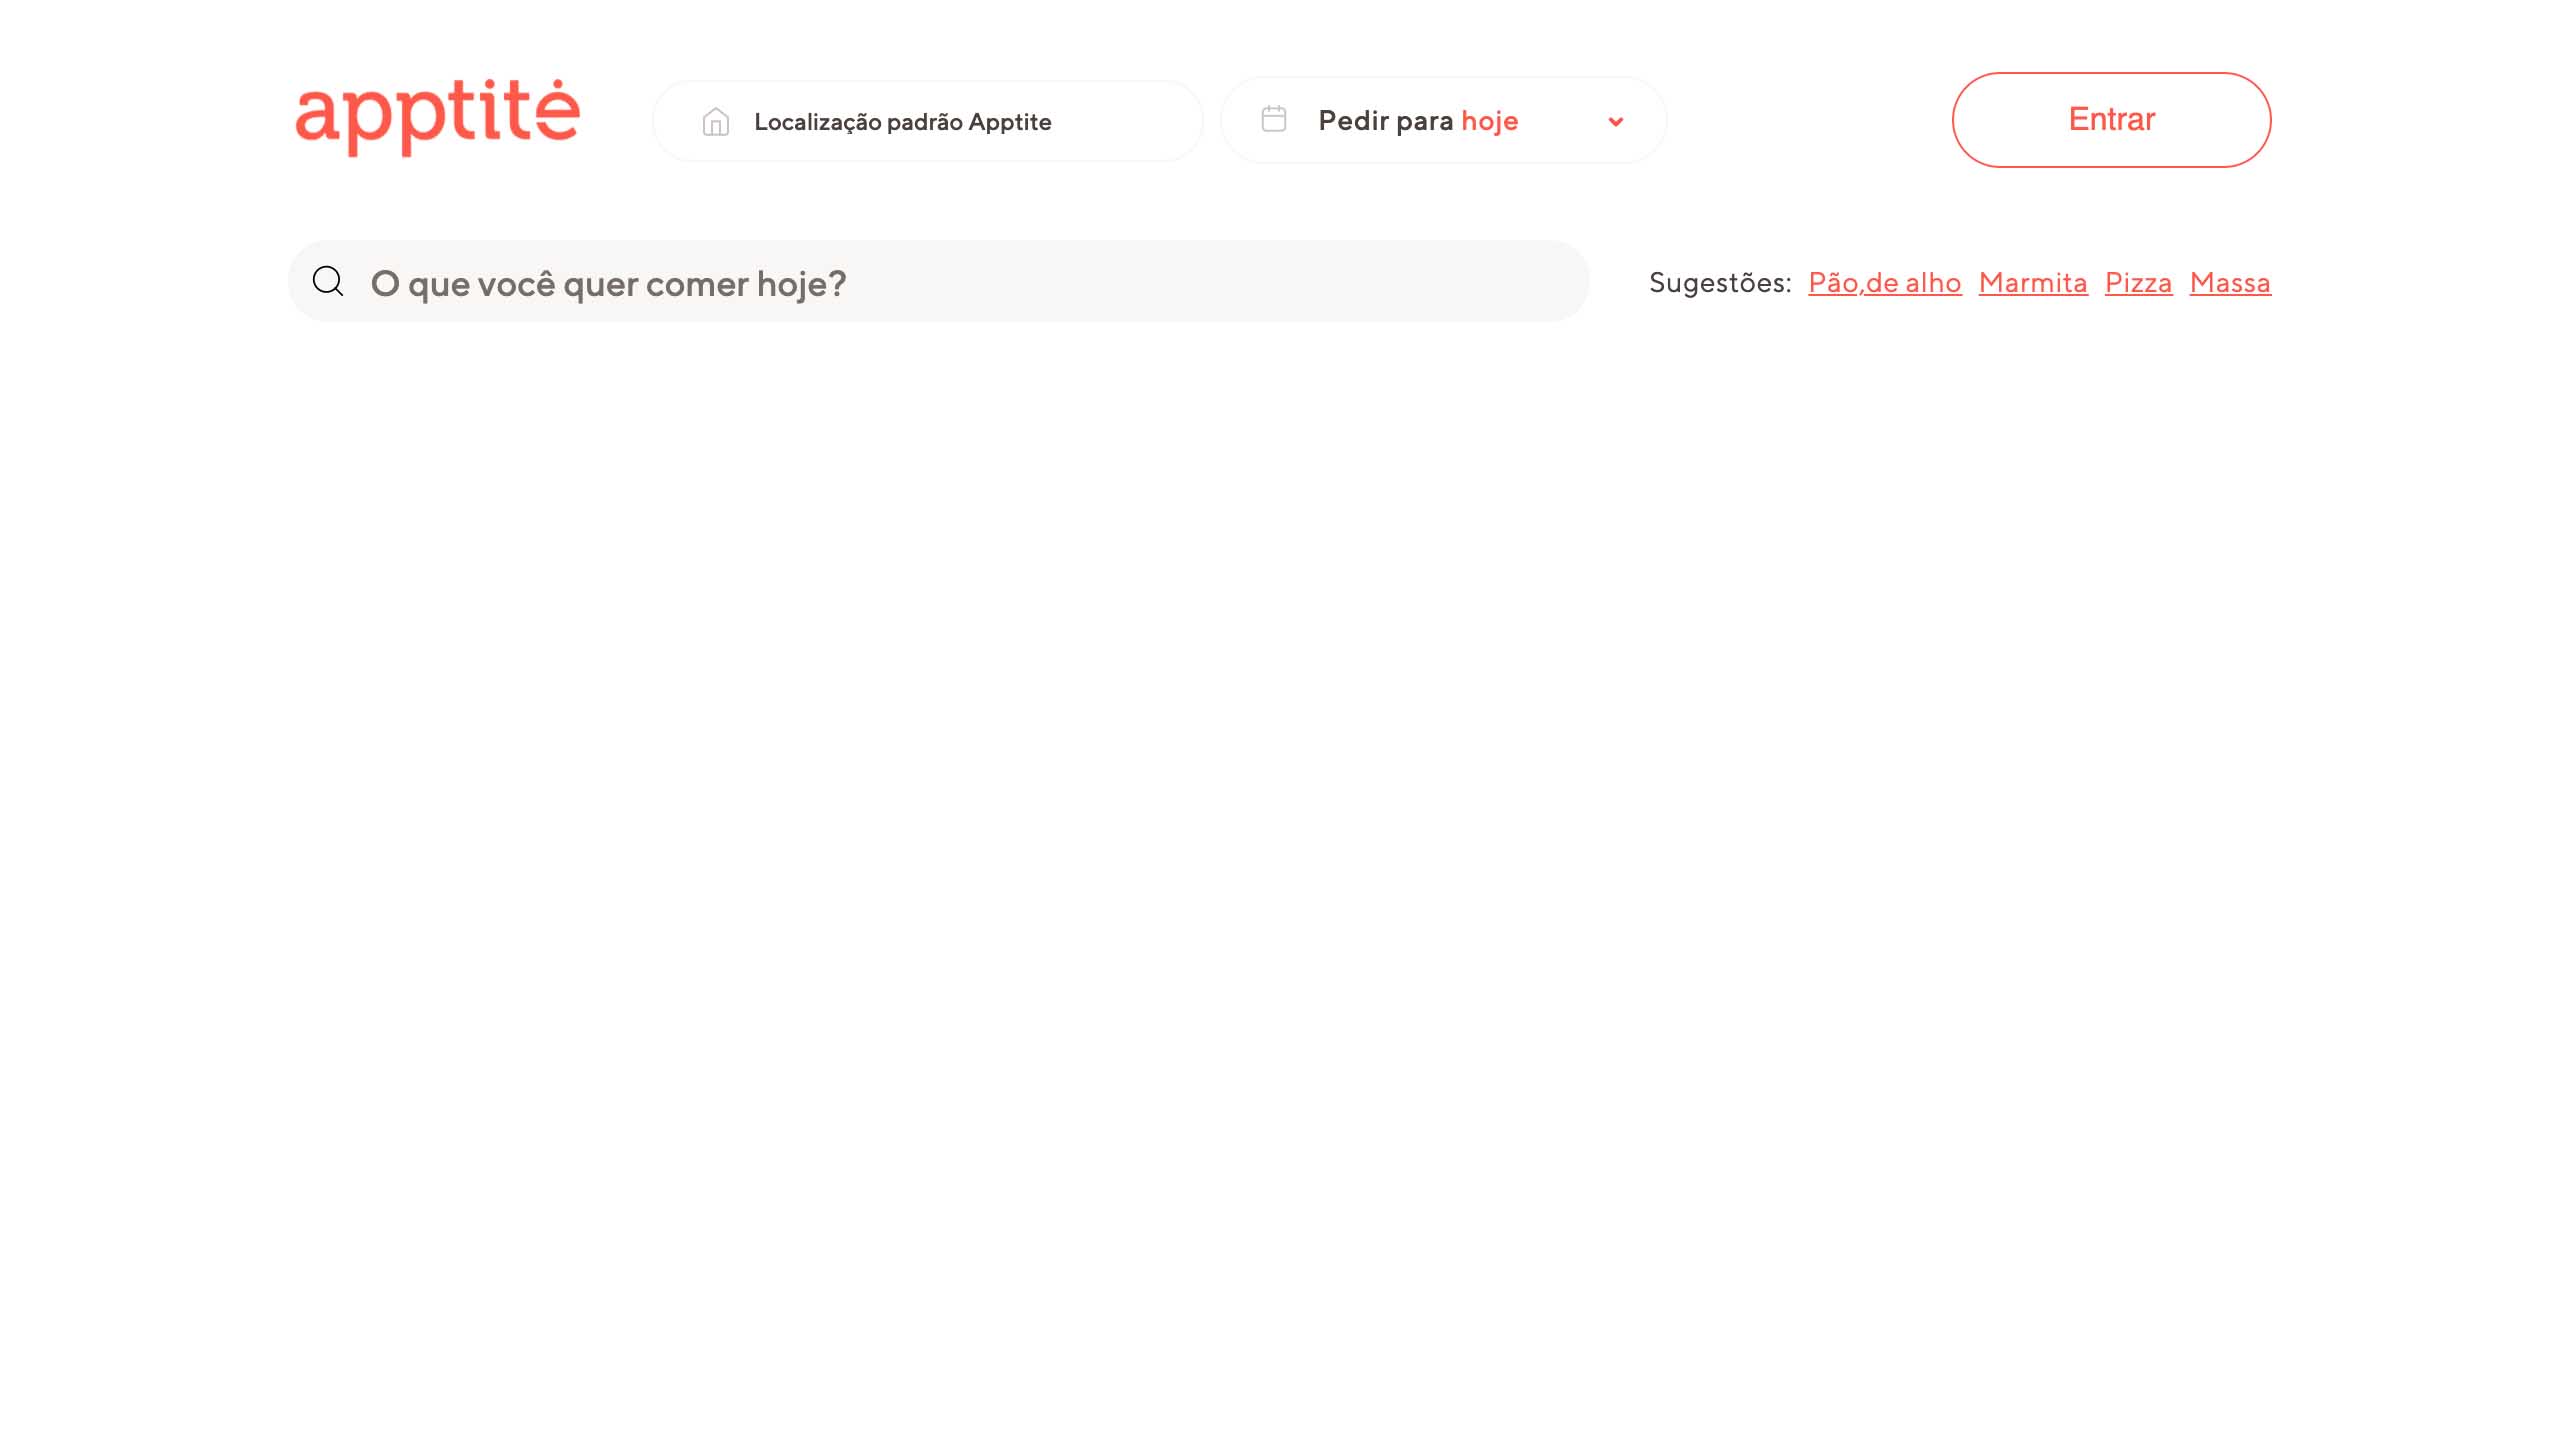 apptitė
Localização padrão Apptite
Pedir para hoje
Entrar
O que você quer comer hoje?
Sugestões: Pão,de alho Marmita Pizza Massa